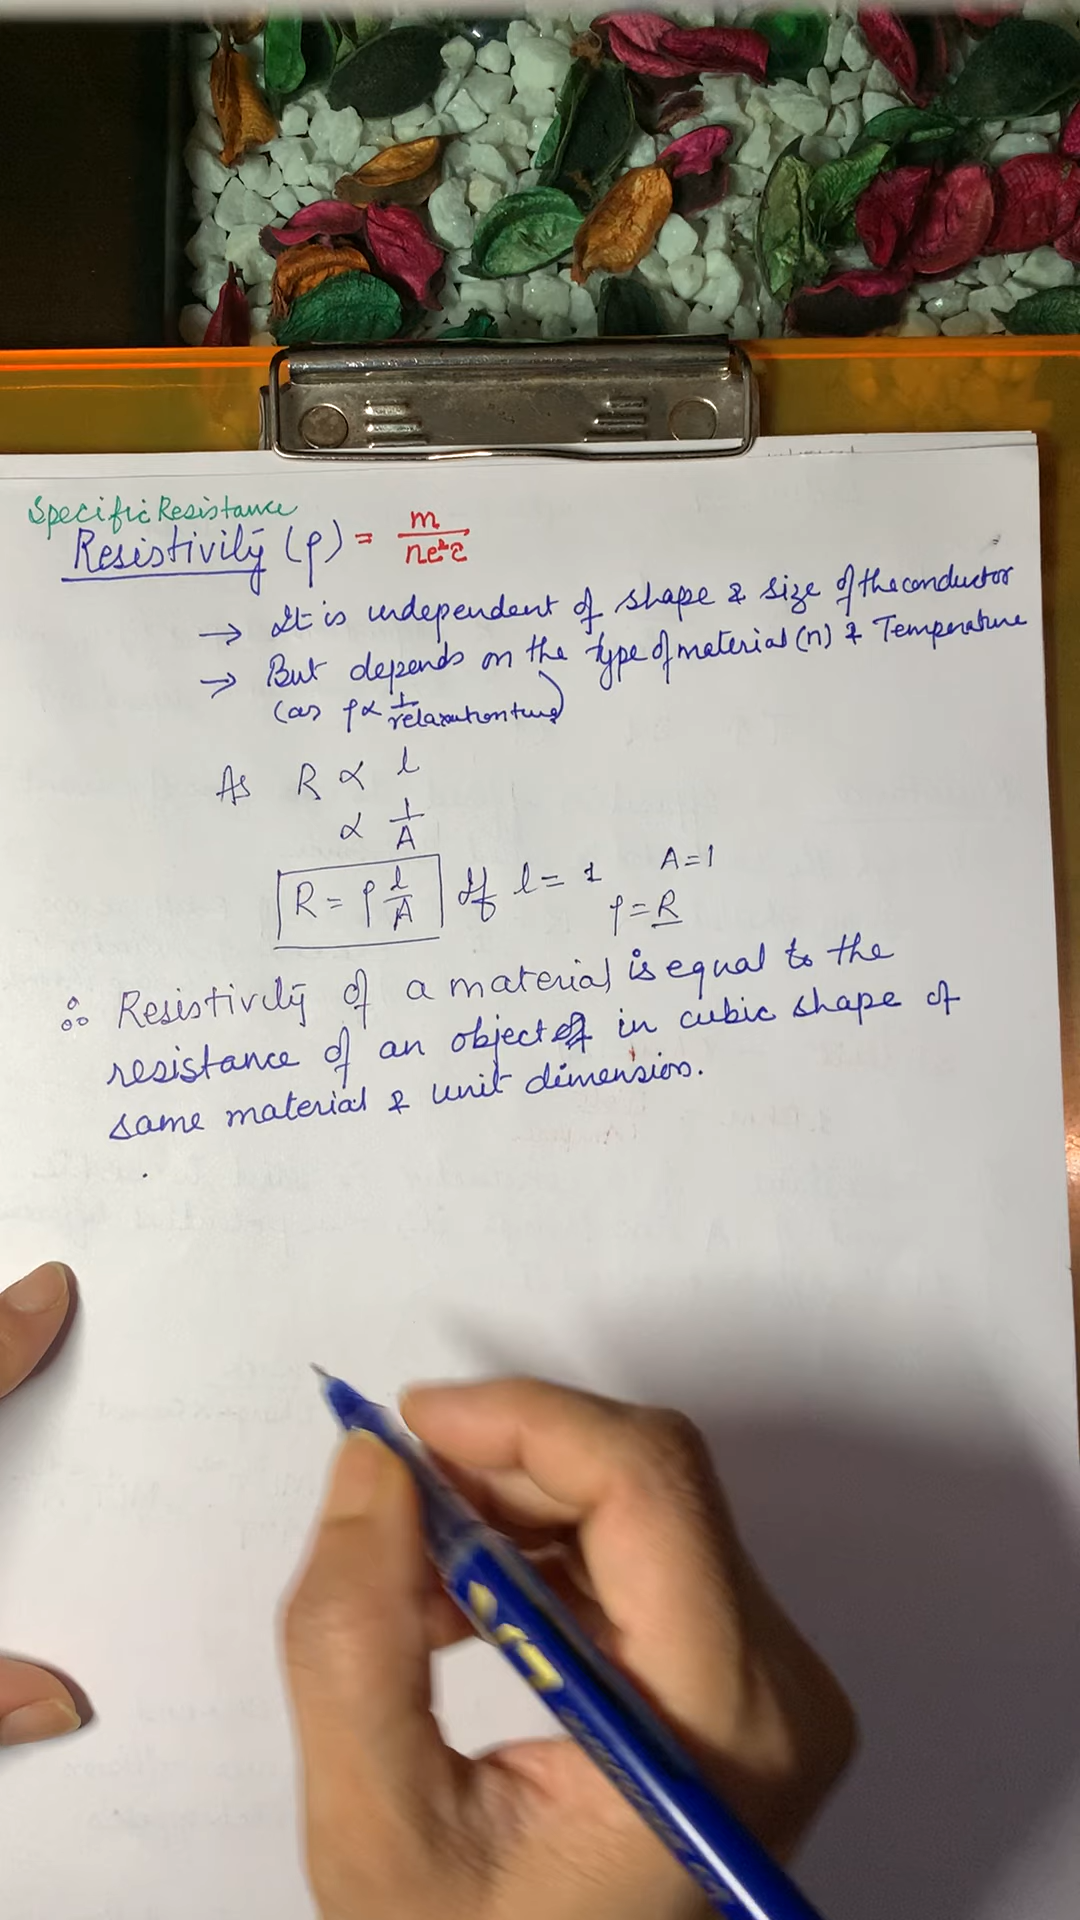 Specific Resistance
Resistivity (ρ) = m/ne²τ
→ It is independent of shape & size of the conductor
→ But depends on the type of material (n) & Temperature
(as ρ ∝ 1/relaxation time)
As R ∝ l
∝ 1/A
R = ρ l/A If l = 1 A = 1
ρ = R
∴ Resistivity of a material is equal to the
resistance of an object of in cubic shape of
same material & unit dimension.